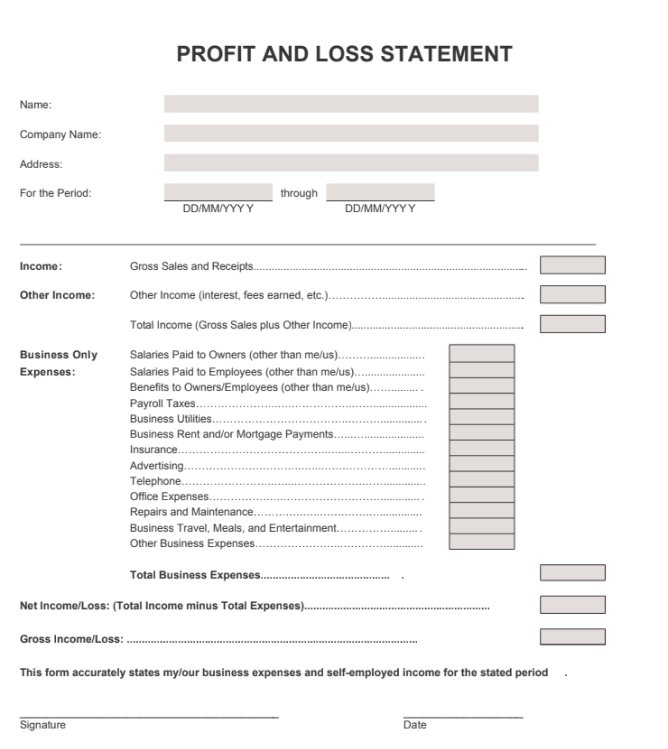 PROFIT AND LOSS STATEMENT
Name:
Company Name:
Address:
For the Period: through
DD/MM/YYY Y DD/MM/YYY Y
Income: Gross Sales and Receipts..........................................................................................
Other Income: Other Income (interest, fees earned, etc.)................................................................
Total Income (Gross Sales plus Other Income).........................................................
Business Only Salaries Paid to Owners (other than me/us)............................
Expenses: Salaries Paid to Employees (other than me/us).......................
Benefits to Owners/Employees (other than me/us)............... .
Payroll Taxes.............................................................................
Business Utilities....................................................................... .
Business Rent and/or Mortgage Payments..............................
Insurance..................................................................................
Advertising................................................................................
Telephone.................................................................................
Office Expenses........................................................................ .
Repairs and Maintenance.........................................................
Business Travel, Meals, and Entertainment............................ .
Other Business Expenses........................................................
Total Business Expenses........................................... .
Net Income/Loss: (Total Income minus Total Expenses)..............................................................
Gross Income/Loss: .................................................................................................
This form accurately states my/our business expenses and self-employed income for the stated period .
Signature Date